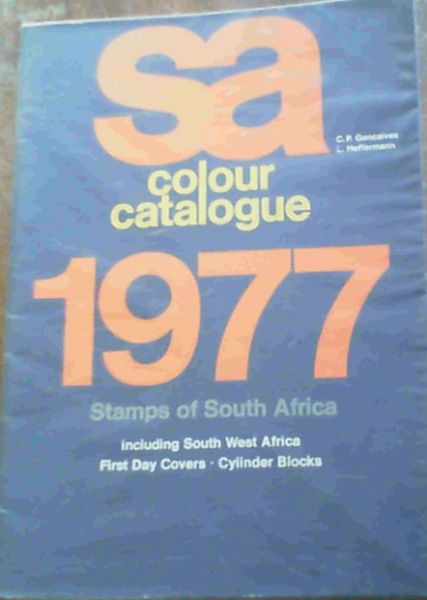 sa
C. P. Goncalves
L. Heffermann
colour
catalogue
1977
Stamps of South Africa
including South West Africa
First Day Covers · Cylinder Blocks